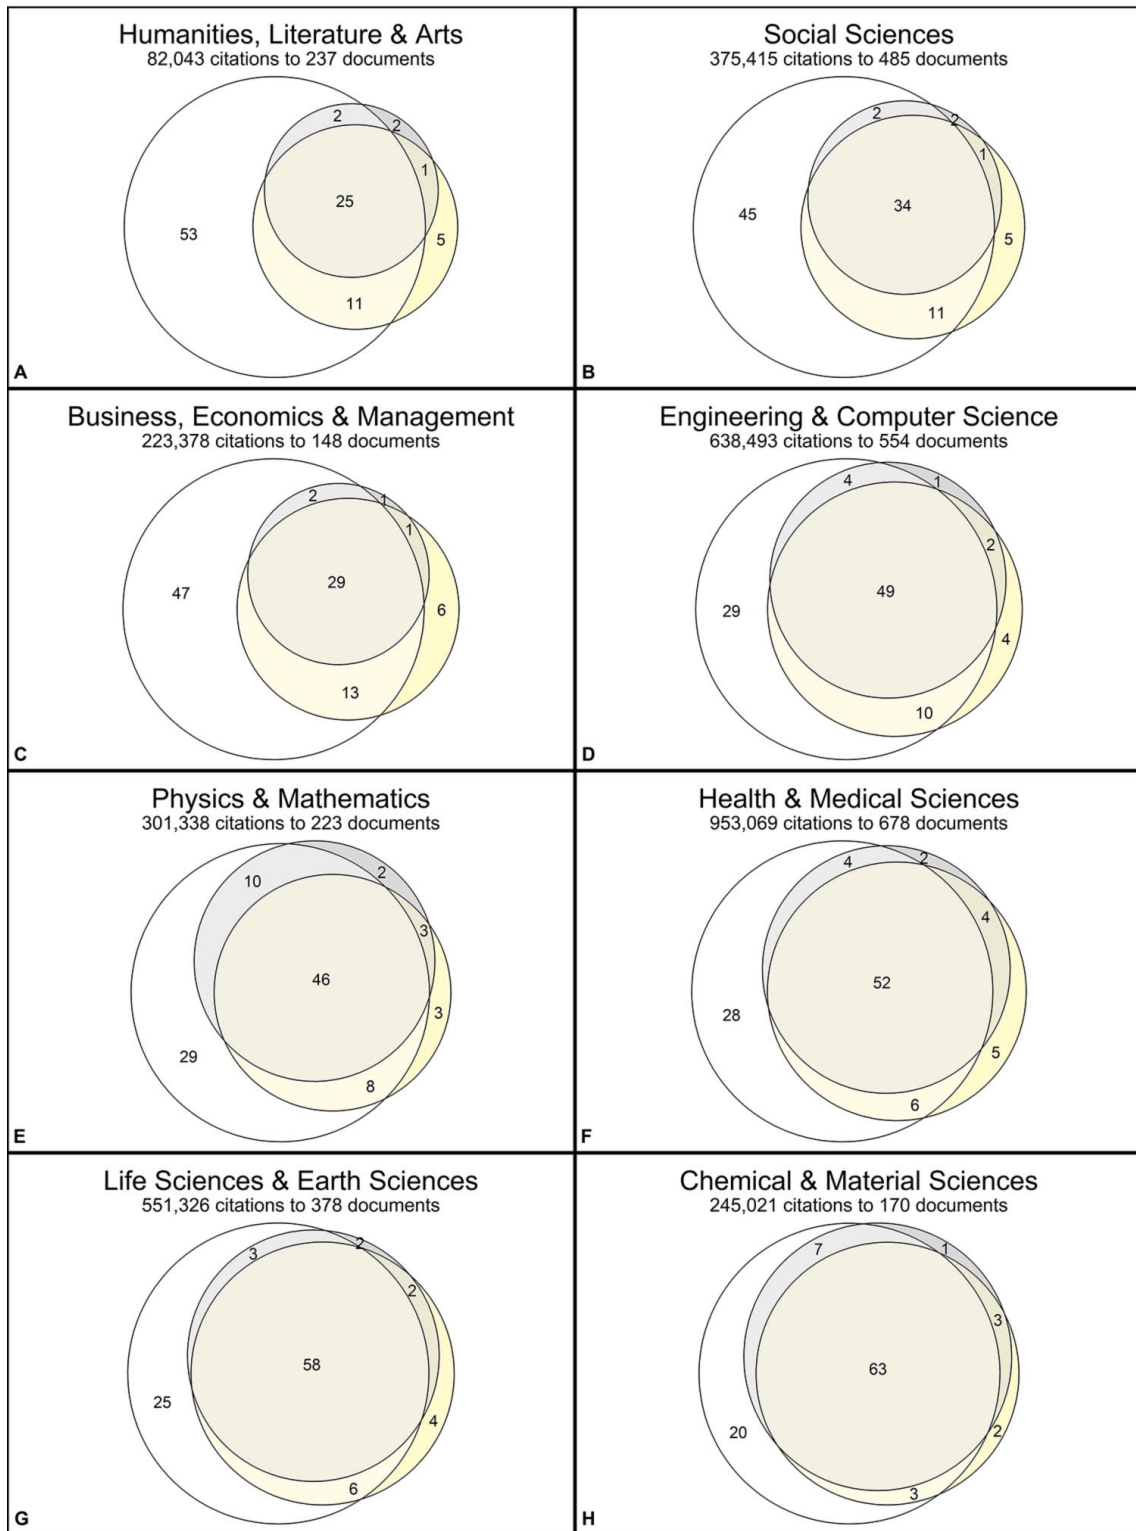 Humanities, Literature & Arts
82,043 citations to 237 documents
2
2
1
25
53
5
11
A
Social Sciences
375,415 citations to 485 documents
2
2
1
34
45
5
11
B
Business, Economics & Management
223,378 citations to 148 documents
2
1
1
29
47
6
13
C
Engineering & Computer Science
638,493 citations to 554 documents
4
1
2
49
29
4
10
D
Physics & Mathematics
301,338 citations to 223 documents
10
2
3
46
3
29
8
E
Health & Medical Sciences
953,069 citations to 678 documents
4
2
4
52
28
5
6
F
Life Sciences & Earth Sciences
551,326 citations to 378 documents
3
2
2
58
25
4
6
G
Chemical & Material Sciences
245,021 citations to 170 documents
7
1
3
63
20
2
3
H